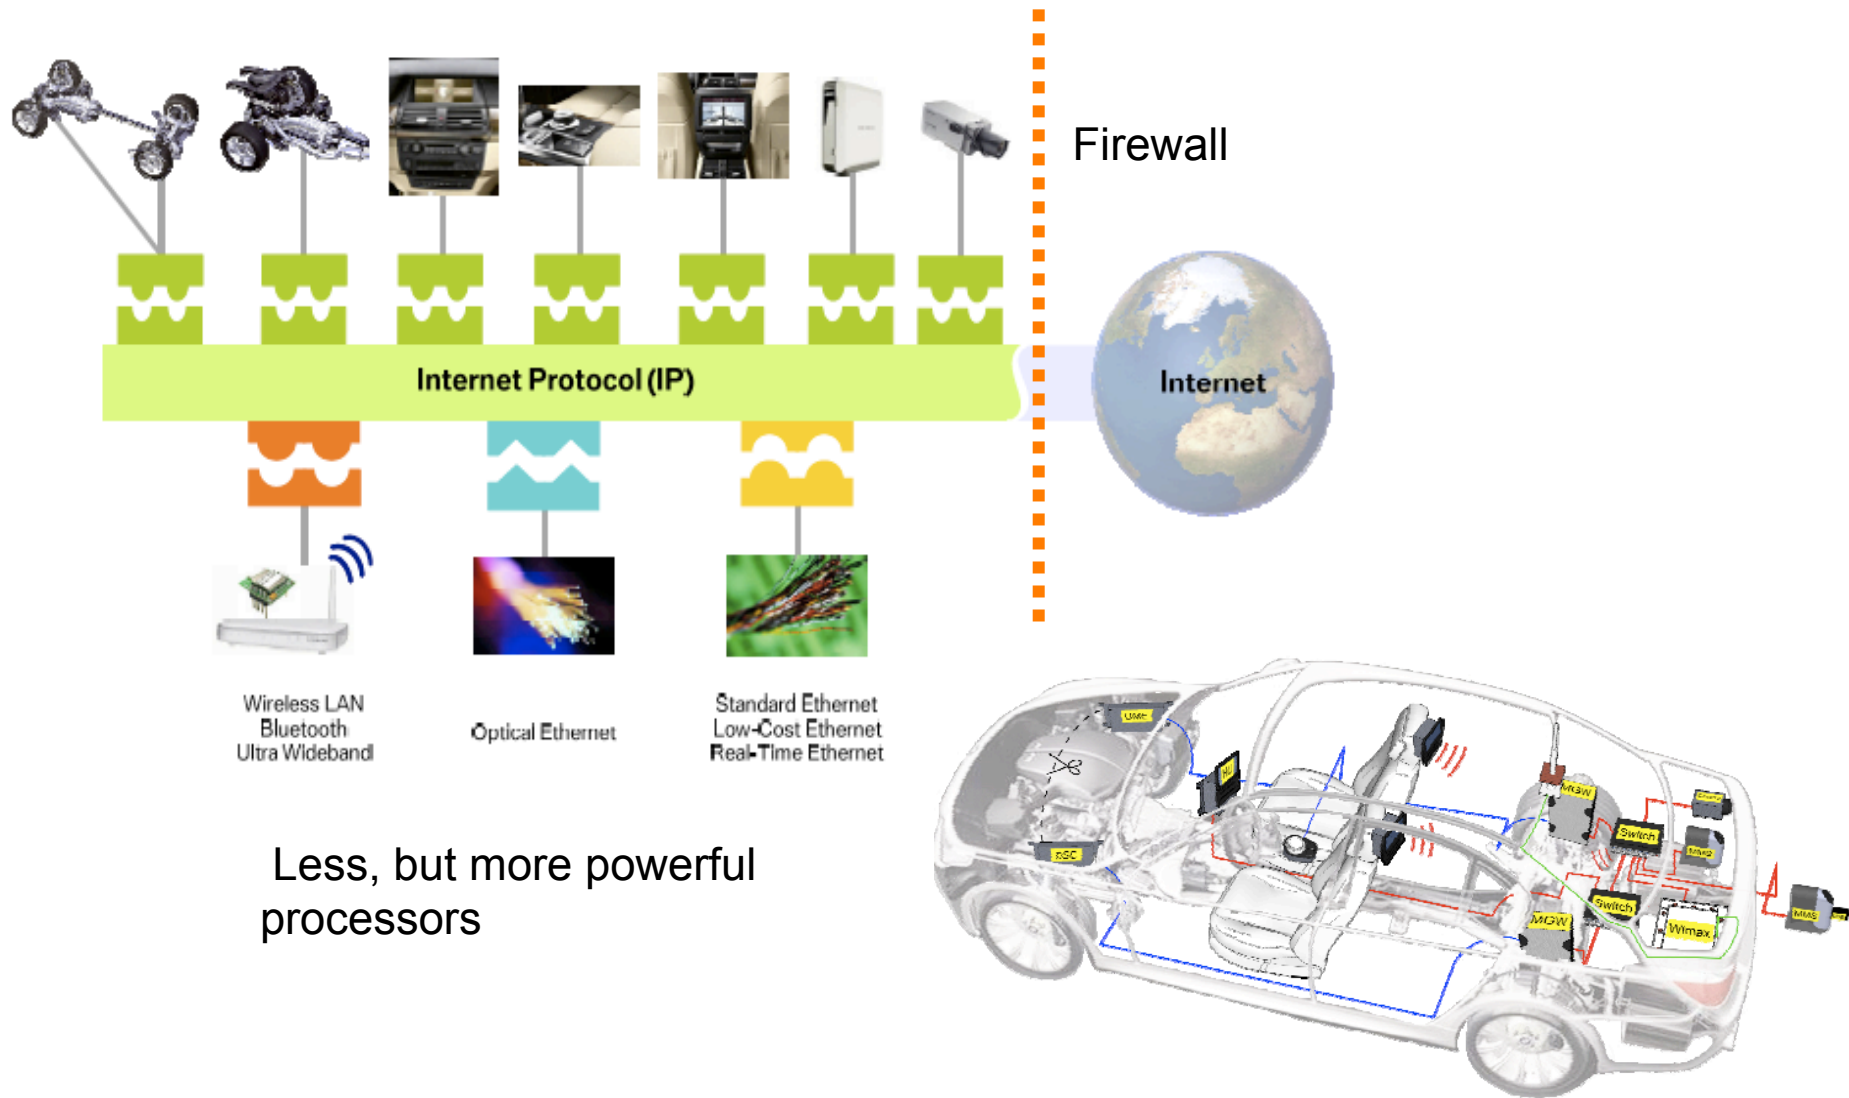 Firewall
Internet Protocol (IP)
Internet
Wireless LAN
Bluetooth
Ultra Wideband
Optical Ethernet
Standard Ethernet
Low-Cost Ethernet
Real-Time Ethernet
Less, but more powerful
processors
HU
MGW
Switch
Switch
MGW
Wimax